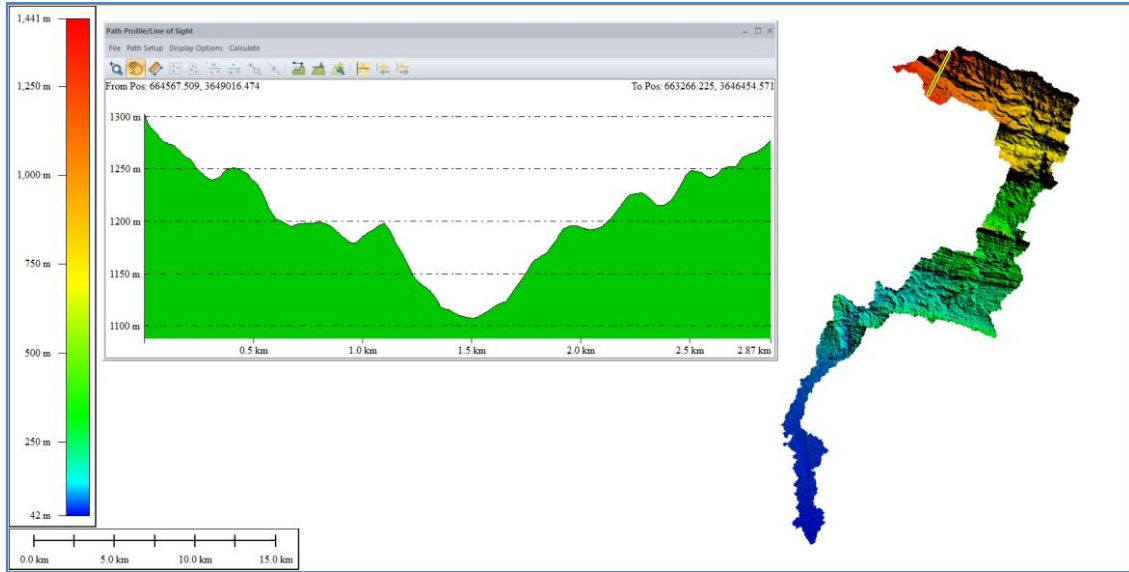 1,441 m
1,250 m
1,000 m
750 m
500 m
250 m
42 m
0.0 km 5.0 km 10.0 km 15.0 km
Path Profile/Line of Sight
File Path Setup Display Options Calculate
From Pos: 664567.509, 3649016.474 To Pos: 663266.225, 3646454.571
1300 m
1250 m
1200 m
1150 m
1100 m
0.5 km 1.0 km 1.5 km 2.0 km 2.5 km 2.87 km